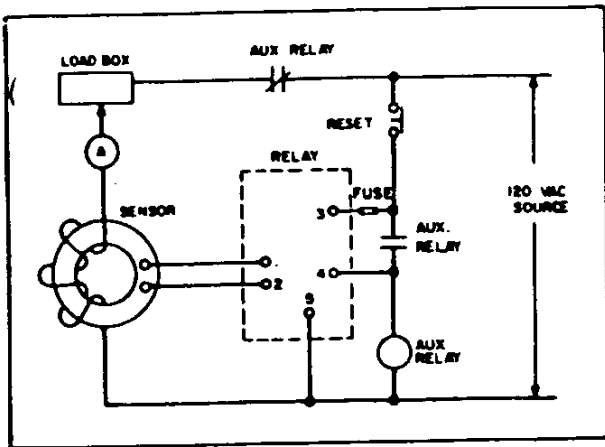 LOAD BOX
AUX RELAY
RESET
A
RELAY
FUSE
3
120 VAC
SOURCE
SENSOR
AUX.
RELAY
2
4
5
AUX
RELAY